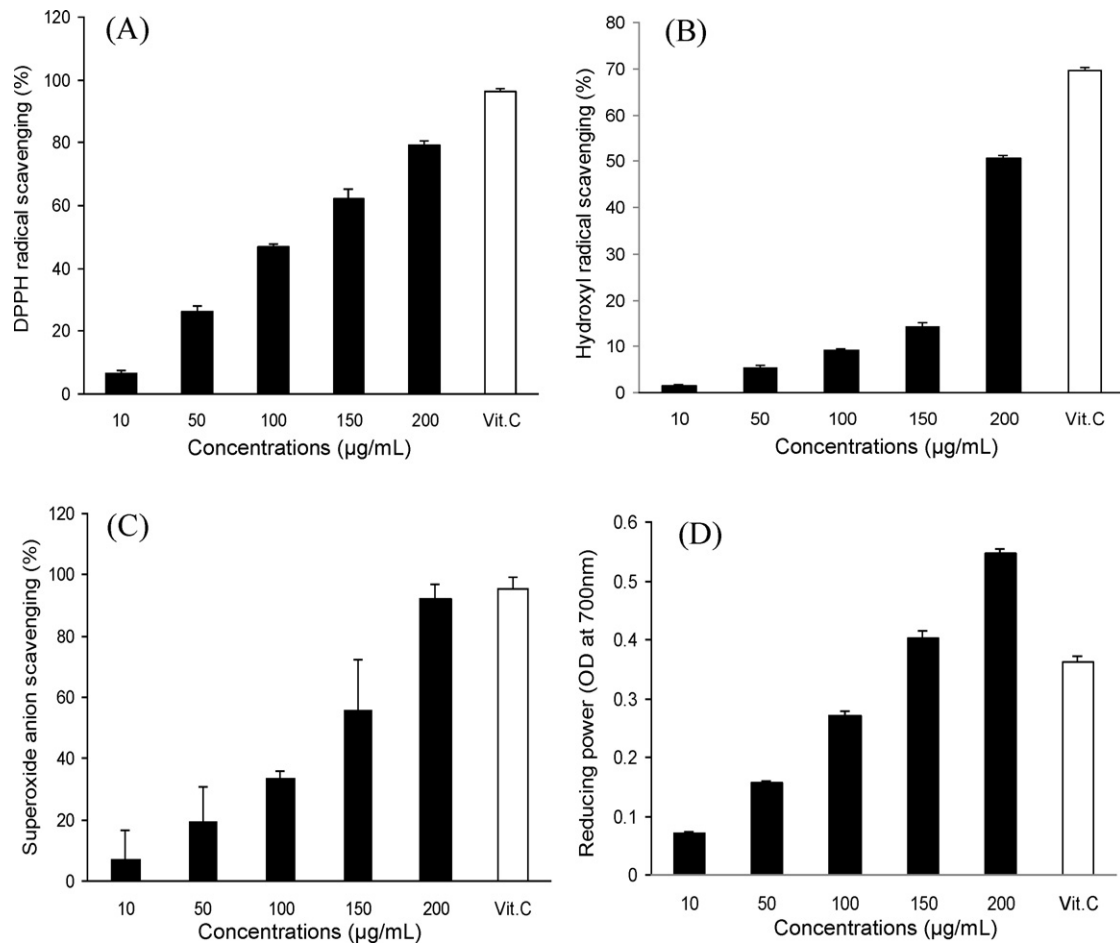 (A)
DPPH radical scavenging (%)
120
100
80
60
40
20
0
10 50 100 150 200 Vit.C
Concentrations (µg/mL)
(B)
Hydroxyl radical scavenging (%)
80
70
60
50
40
30
20
10
0
10 50 100 150 200 Vit.C
Concentrations (µg/mL)
(C)
Superoxide anion scavenging (%)
120
100
80
60
40
20
0
10 50 100 150 200 Vit.C
Concentrations (µg/mL)
(D)
Reducing power (OD at 700nm)
0.6
0.5
0.4
0.3
0.2
0.1
0
10 50 100 150 200 Vit.C
Concentrations (µg/mL)